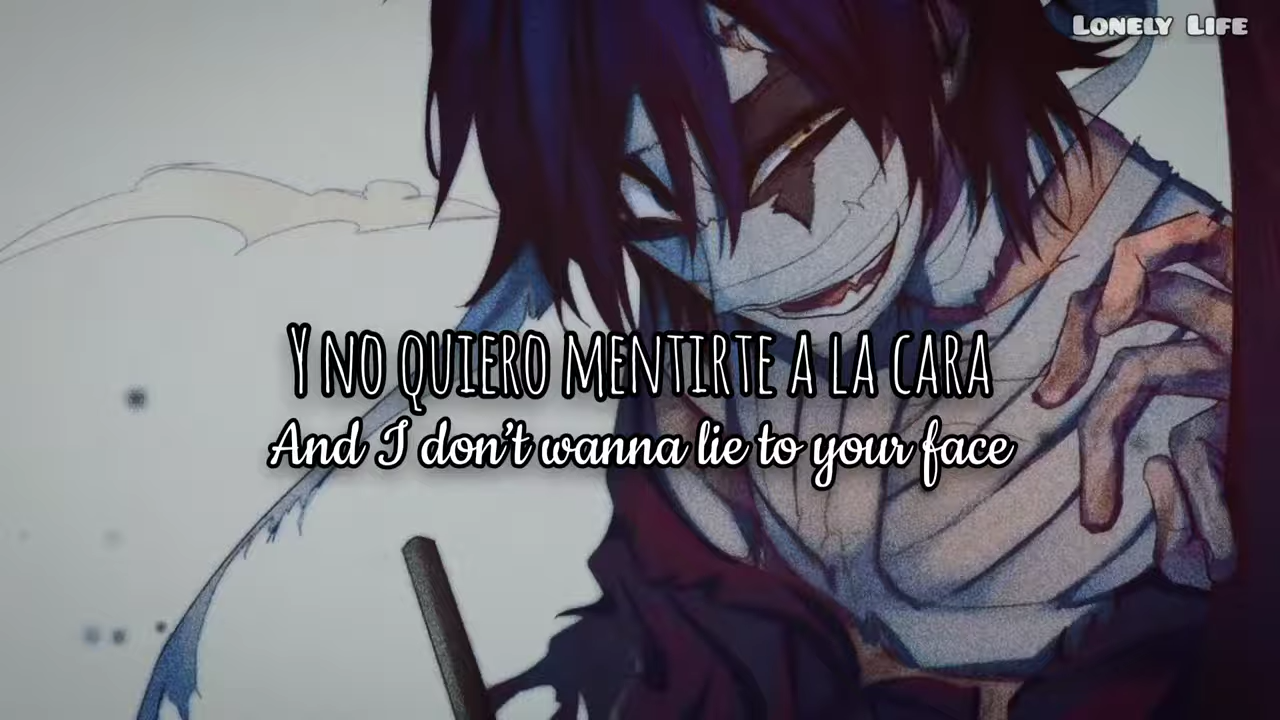 Lonely Life
Y no quiero mentirte a la cara
And I don't wanna lie to your face